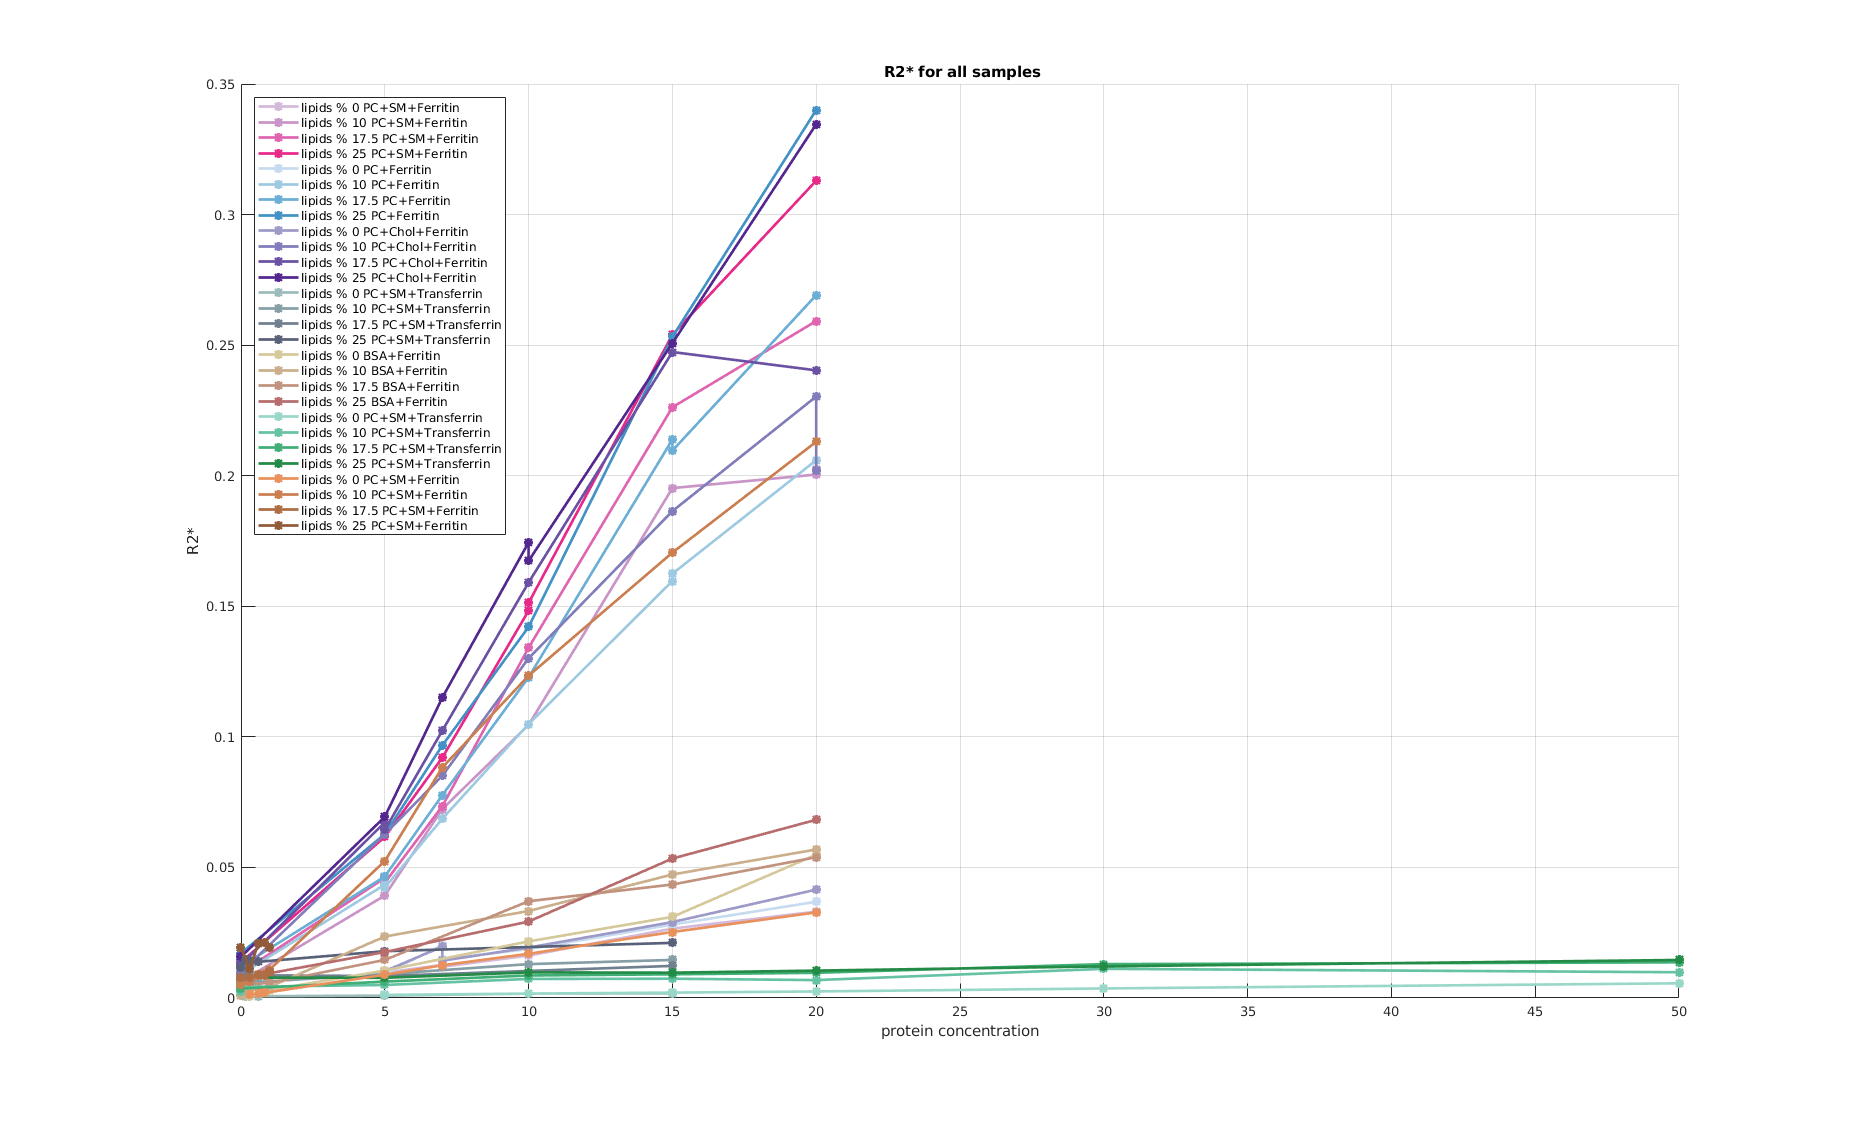 R2* for all samples
0.35
0.3
0.25
0.2
0.15
0.1
0.05
0
R2*
lipids % 0 PC+SM+Ferritin
lipids % 10 PC+SM+Ferritin
lipids % 17.5 PC+SM+Ferritin
lipids % 25 PC+SM+Ferritin
lipids % 0 PC+Ferritin
lipids % 10 PC+Ferritin
lipids % 17.5 PC+Ferritin
lipids % 25 PC+Ferritin
lipids % 0 PC+Chol+Ferritin
lipids % 10 PC+Chol+Ferritin
lipids % 17.5 PC+Chol+Ferritin
lipids % 25 PC+Chol+Ferritin
lipids % 0 PC+SM+Transferrin
lipids % 10 PC+SM+Transferrin
lipids % 17.5 PC+SM+Transferrin
lipids % 25 PC+SM+Transferrin
lipids % 0 BSA+Ferritin
lipids % 10 BSA+Ferritin
lipids % 17.5 BSA+Ferritin
lipids % 25 BSA+Ferritin
lipids % 0 PC+SM+Transferrin
lipids % 10 PC+SM+Transferrin
lipids % 17.5 PC+SM+Transferrin
lipids % 25 PC+SM+Transferrin
lipids % 0 PC+SM+Ferritin
lipids % 10 PC+SM+Ferritin
lipids % 17.5 PC+SM+Ferritin
lipids % 25 PC+SM+Ferritin
0 5 10 15 20 25 30 35 40 45 50
protein concentration